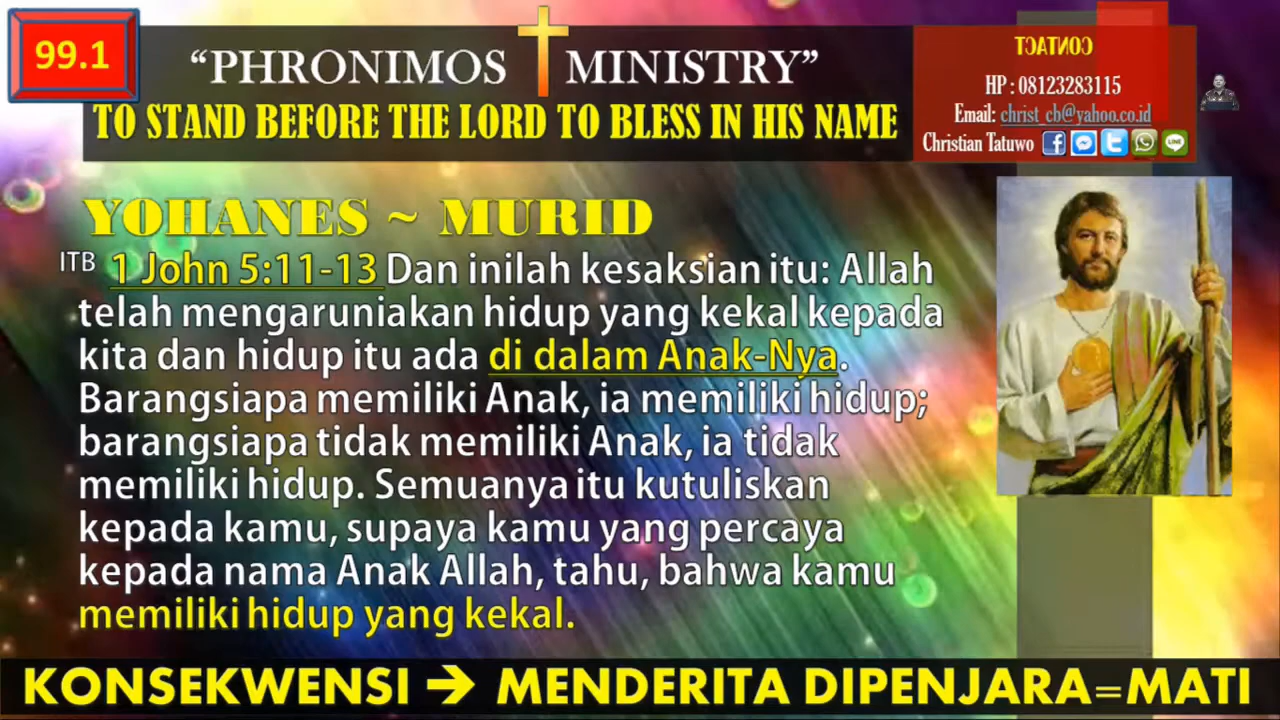 99.1
“PHRONIMOS MINISTRY”
TO STAND BEFORE THE LORD TO BLESS IN HIS NAME
CONTACT
HP : 08123283115
Email: christ_cb@yahoo.co.id
Christian Tatuwo
YOHANES ~ MURID
ITB 1 John 5:11-13 Dan inilah kesaksian itu: Allah
telah mengaruniakan hidup yang kekal kepada
kita dan hidup itu ada di dalam Anak-Nya.
Barangsiapa memiliki Anak, ia memiliki hidup;
barangsiapa tidak memiliki Anak, ia tidak
memiliki hidup. Semuanya itu kutuliskan
kepada kamu, supaya kamu yang percaya
kepada nama Anak Allah, tahu, bahwa kamu
memiliki hidup yang kekal.
KONSEKWENSI → MENDERITA DIPENJARA=MATI